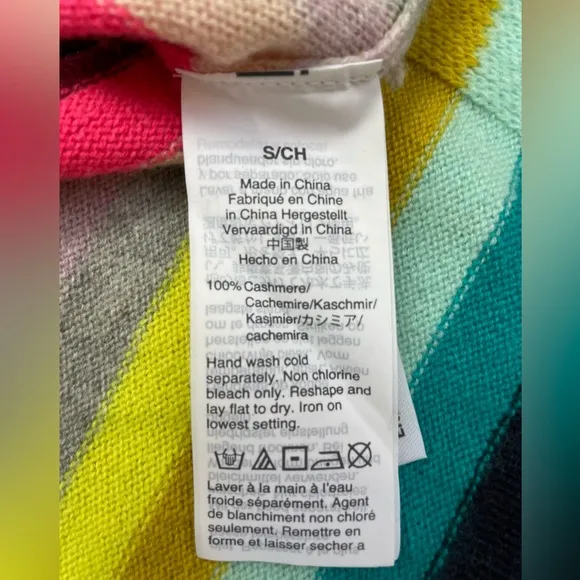 S/CH
Made in China
Fabriqué en Chine
in China Hergestellt
Vervaardigd in China
中国製
Hecho en China
100% Cashmere/
Cachemire/Kaschmir/
Kasjmier/カシミア/
cachemira
Hand wash cold
separately. Non chlorine
bleach only. Reshape and
lay flat to dry. Iron on
lowest setting.
Laver à la main à l'eau
froide séparément. Agent
de blanchiment non chloré
seulement. Remettre en
forme et laisser secher a